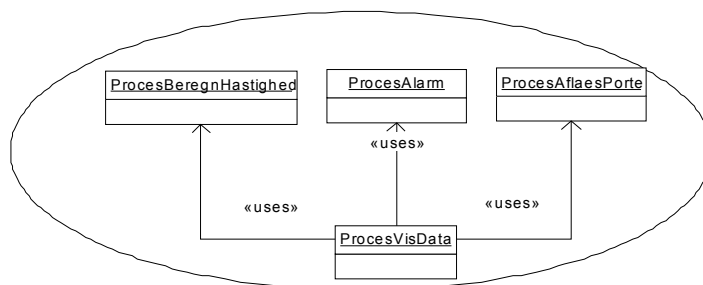 ProcesBeregnHastighed
ProcesAlarm
ProcesAflaesPorte
«uses»
«uses»
«uses»
ProcesVisData